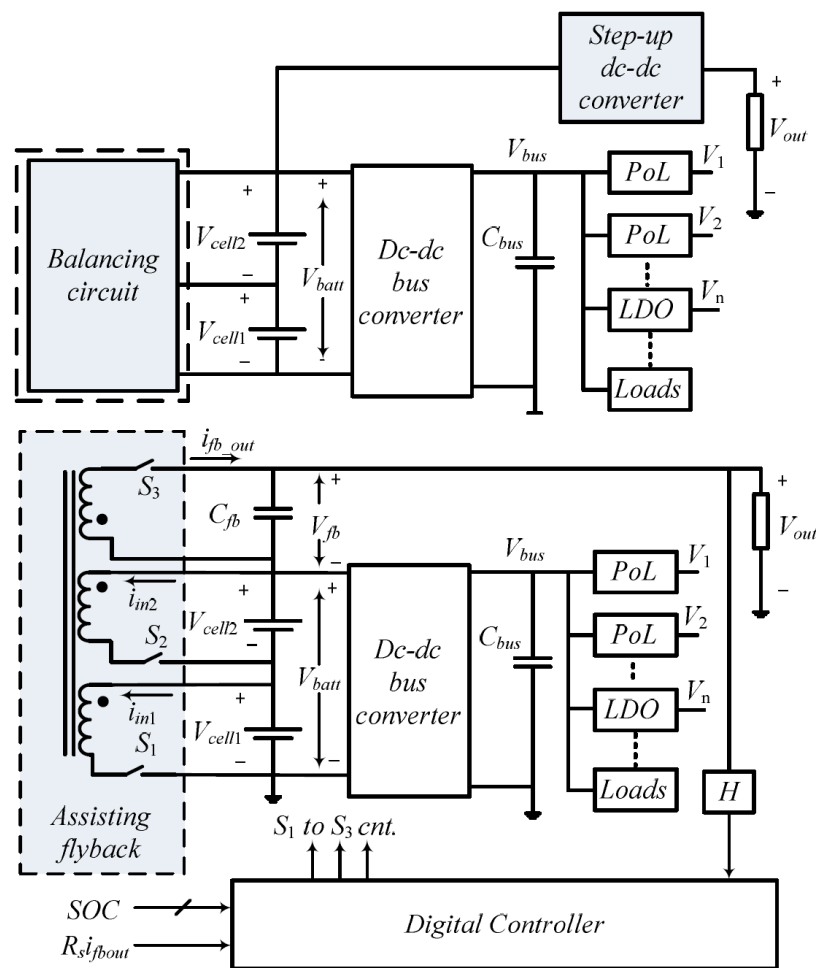 Step-up
dc-dc
converter
+
V_out
–
Balancing
circuit
+
V_cell2
–
+
V_cell1
–
+
V_batt
-
Dc-dc
bus
converter
V_bus
C_bus
PoL
V_1
PoL
V_2
LDO
V_n
Loads
i_fb_out
S_3
C_fb
+
V_fb
–
+
V_out
–
i_in2
S_2
+
V_cell2
–
i_in1
S_1
+
V_cell1
–
+
V_batt
–
Dc-dc
bus
converter
V_bus
C_bus
PoL
V_1
PoL
V_2
LDO
V_n
Loads
H
Assisting
flyback
S_1 to S_3 cnt.
SOC
R_s i_fbout
Digital Controller